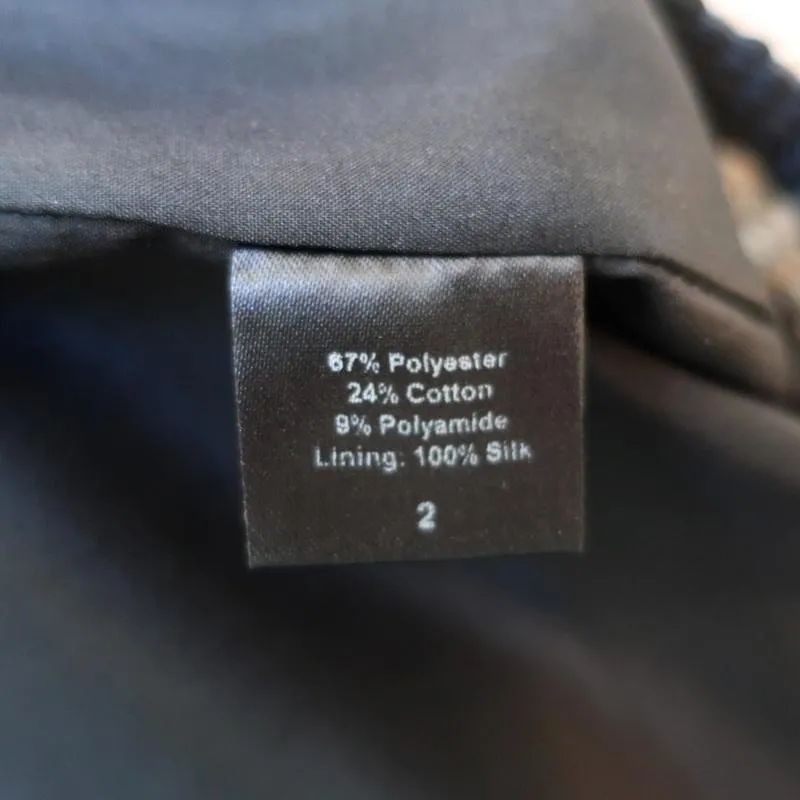 67% Polyester
24% Cotton
9% Polyamide
Lining: 100% Silk
2